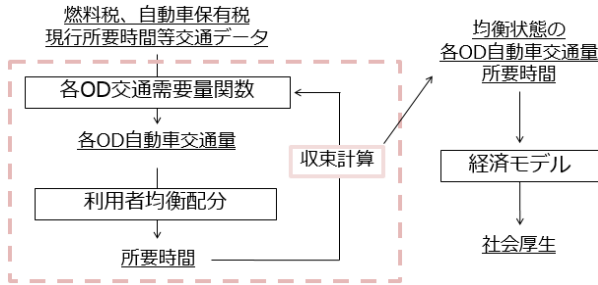 燃料税、自動車保有税
現行所要時間等交通データ
各OD交通需要量関数
各OD自動車交通量
利用者均衡配分
所要時間
収束計算
均衡状態の
各OD自動車交通量
所要時間
経済モデル
社会厚生